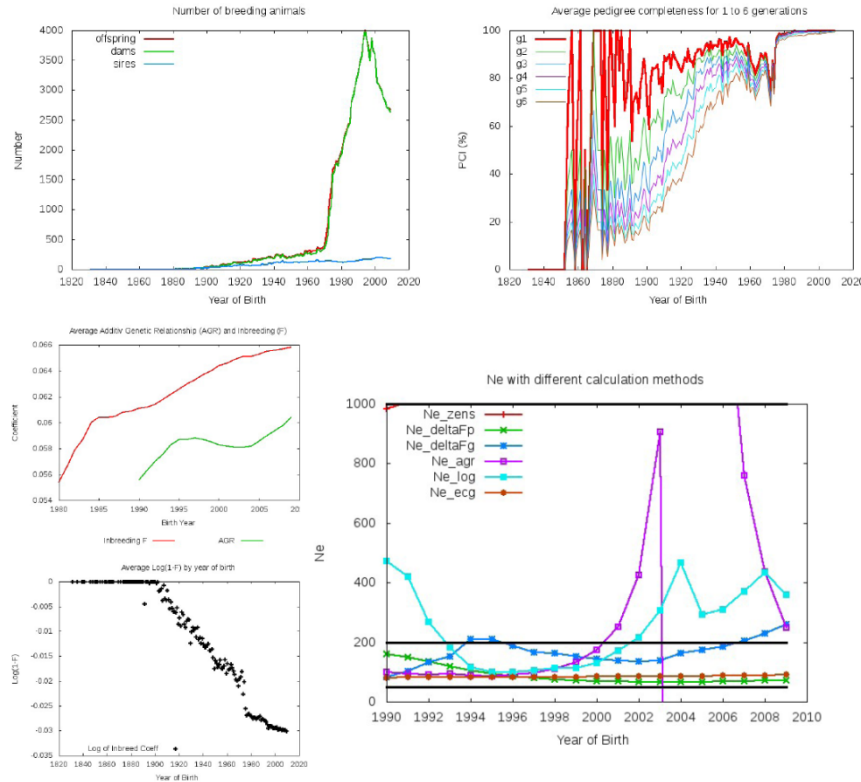 Number of breeding animals
offspring
dams
sires
4000
3500
3000
2500
2000
1500
1000
500
0
Number
1820 1840 1860 1880 1900 1920 1940 1960 1980 2000 2020
Year of Birth
Average pedigree completeness for 1 to 6 generations
g1
g2
g3
g4
g5
g6
100
80
60
40
20
0
PCI (%)
1820 1840 1860 1880 1900 1920 1940 1960 1980 2000 2020
Year of Birth
Average Additiv Genetic Relationship (AGR) and Inbreeding (F)
0.066
0.064
0.062
0.06
0.058
0.056
0.054
Coefficient
1980 1985 1990 1995 2000 2005
Birth Year
Inbreeding F
AGR
Average Log(1-F) by year of birth
0
-0.005
-0.01
-0.015
-0.02
-0.025
-0.03
-0.035
Log(1-F)
Log of Inbreed Coeff
1820 1840 1860 1880 1900 1920 1940 1960 1980 2000 2020
Year of Birth
Ne with different calculation methods
Ne_zens
Ne_deltaFp
Ne_deltaFg
Ne_agr
Ne_log
Ne_ecg
1000
800
600
400
200
0
Ne
1990 1992 1994 1996 1998 2000 2002 2004 2006 2008 2010
Year of Birth